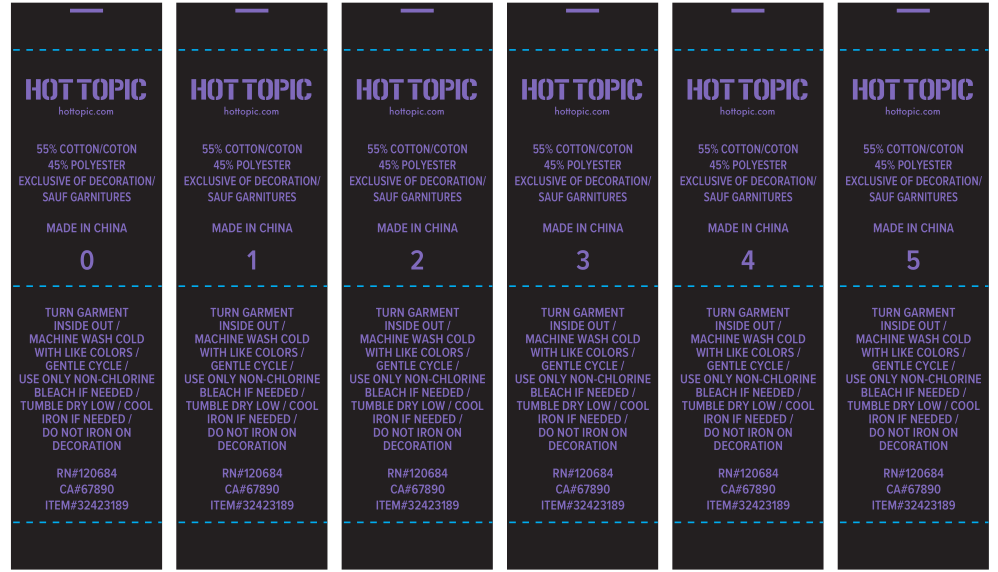 HOT TOPIC
hottopic.com
55% COTTON/COTON
45% POLYESTER
EXCLUSIVE OF DECORATION/
SAUF GARNITURES
MADE IN CHINA
0
TURN GARMENT
INSIDE OUT /
MACHINE WASH COLD
WITH LIKE COLORS /
GENTLE CYCLE /
USE ONLY NON-CHLORINE
BLEACH IF NEEDED /
TUMBLE DRY LOW / COOL
IRON IF NEEDED /
DO NOT IRON ON
DECORATION
RN#120684
CA#67890
ITEM#32423189
HOT TOPIC
hottopic.com
55% COTTON/COTON
45% POLYESTER
EXCLUSIVE OF DECORATION/
SAUF GARNITURES
MADE IN CHINA
1
TURN GARMENT
INSIDE OUT /
MACHINE WASH COLD
WITH LIKE COLORS /
GENTLE CYCLE /
USE ONLY NON-CHLORINE
BLEACH IF NEEDED /
TUMBLE DRY LOW / COOL
IRON IF NEEDED /
DO NOT IRON ON
DECORATION
RN#120684
CA#67890
ITEM#32423189
HOT TOPIC
hottopic.com
55% COTTON/COTON
45% POLYESTER
EXCLUSIVE OF DECORATION/
SAUF GARNITURES
MADE IN CHINA
2
TURN GARMENT
INSIDE OUT /
MACHINE WASH COLD
WITH LIKE COLORS /
GENTLE CYCLE /
USE ONLY NON-CHLORINE
BLEACH IF NEEDED /
TUMBLE DRY LOW / COOL
IRON IF NEEDED /
DO NOT IRON ON
DECORATION
RN#120684
CA#67890
ITEM#32423189
HOT TOPIC
hottopic.com
55% COTTON/COTON
45% POLYESTER
EXCLUSIVE OF DECORATION/
SAUF GARNITURES
MADE IN CHINA
3
TURN GARMENT
INSIDE OUT /
MACHINE WASH COLD
WITH LIKE COLORS /
GENTLE CYCLE /
USE ONLY NON-CHLORINE
BLEACH IF NEEDED /
TUMBLE DRY LOW / COOL
IRON IF NEEDED /
DO NOT IRON ON
DECORATION
RN#120684
CA#67890
ITEM#32423189
HOT TOPIC
hottopic.com
55% COTTON/COTON
45% POLYESTER
EXCLUSIVE OF DECORATION/
SAUF GARNITURES
MADE IN CHINA
4
TURN GARMENT
INSIDE OUT /
MACHINE WASH COLD
WITH LIKE COLORS /
GENTLE CYCLE /
USE ONLY NON-CHLORINE
BLEACH IF NEEDED /
TUMBLE DRY LOW / COOL
IRON IF NEEDED /
DO NOT IRON ON
DECORATION
RN#120684
CA#67890
ITEM#32423189
HOT TOPIC
hottopic.com
55% COTTON/COTON
45% POLYESTER
EXCLUSIVE OF DECORATION/
SAUF GARNITURES
MADE IN CHINA
5
TURN GARMENT
INSIDE OUT /
MACHINE WASH COLD
WITH LIKE COLORS /
GENTLE CYCLE /
USE ONLY NON-CHLORINE
BLEACH IF NEEDED /
TUMBLE DRY LOW / COOL
IRON IF NEEDED /
DO NOT IRON ON
DECORATION
RN#120684
CA#67890
ITEM#32423189